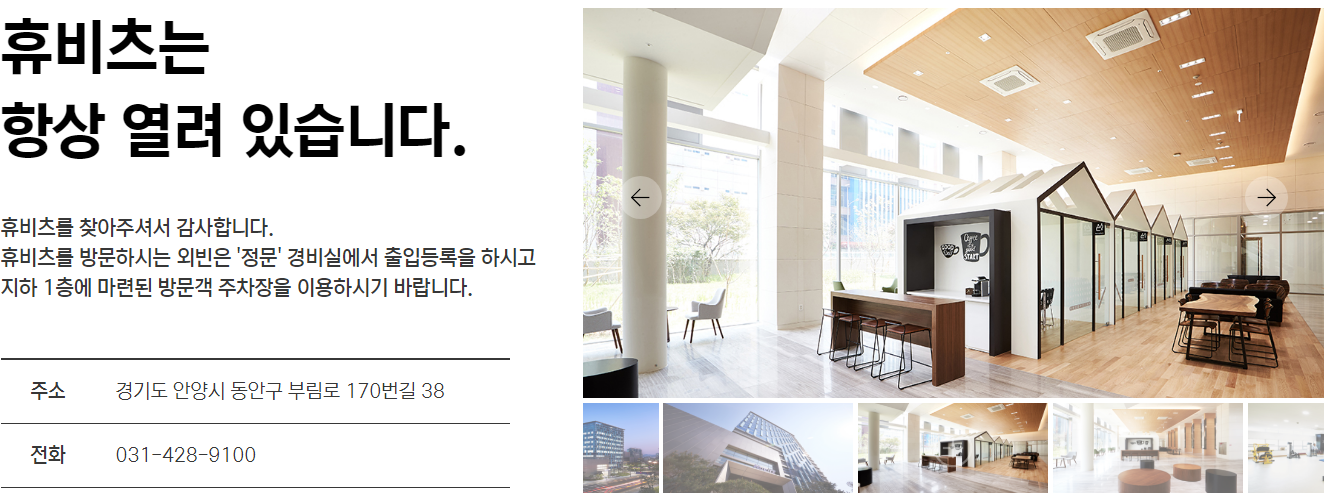 휴비츠는
항상 열려 있습니다.
휴비츠를 찾아주셔서 감사합니다.
휴비츠를 방문하시는 외빈은 '정문' 경비실에서 출입등록을 하시고
지하 1층에 마련된 방문객 주차장을 이용하시기 바랍니다.
주소 경기도 안양시 동안구 부림로 170번길 38
전화 031-428-9100